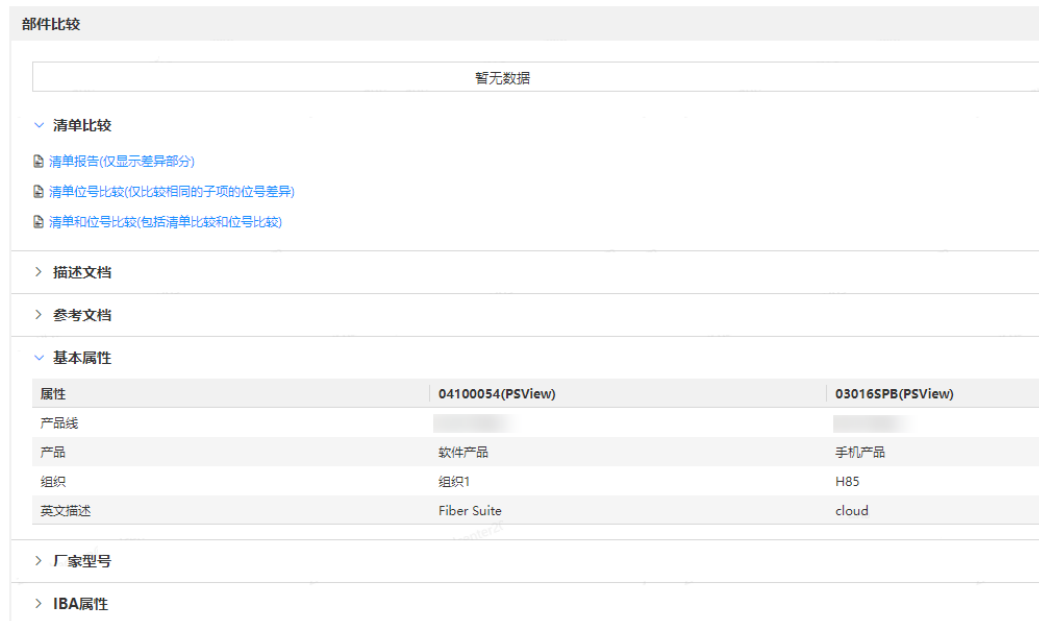 部件比较
暂无数据
清单比较
清单报告(仅显示差异部分)
清单位号比较(仅比较相同的子项的位号差异)
清单和位号比较(包括清单比较和位号比较)
描述文档
参考文档
基本属性
属性 04100054(PSView) 03016SPB(PSView)
产品线
产品 软件产品 手机产品
组织 组织1 H85
英文描述 Fiber Suite cloud
厂家型号
IBA属性